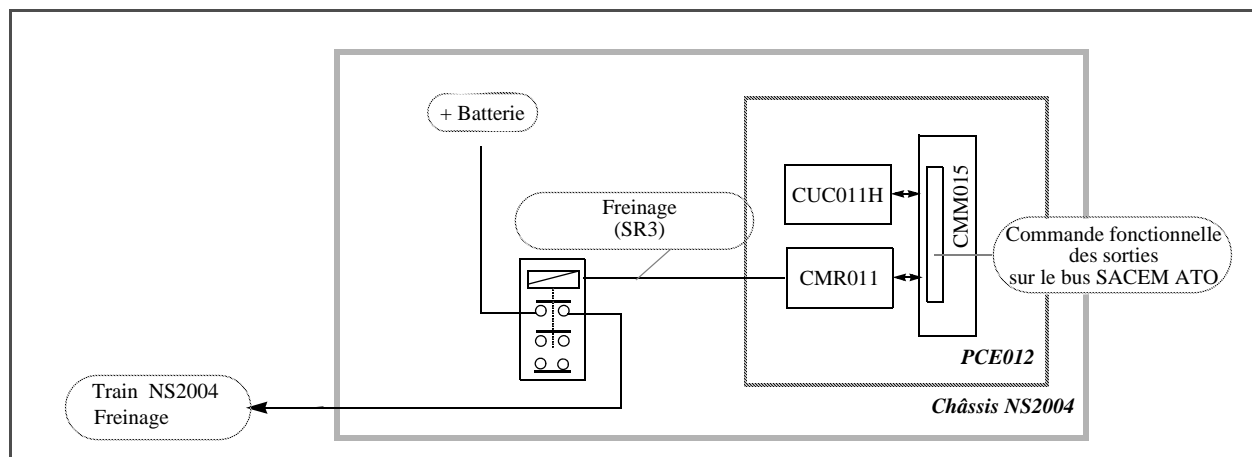 + Batterie
Freinage
(SR3)
CUC011H
CMM015
CMR011
Commande fonctionnelle
des sorties
sur le bus SACEM ATO
PCE012
Châssis NS2004
Train NS2004
Freinage